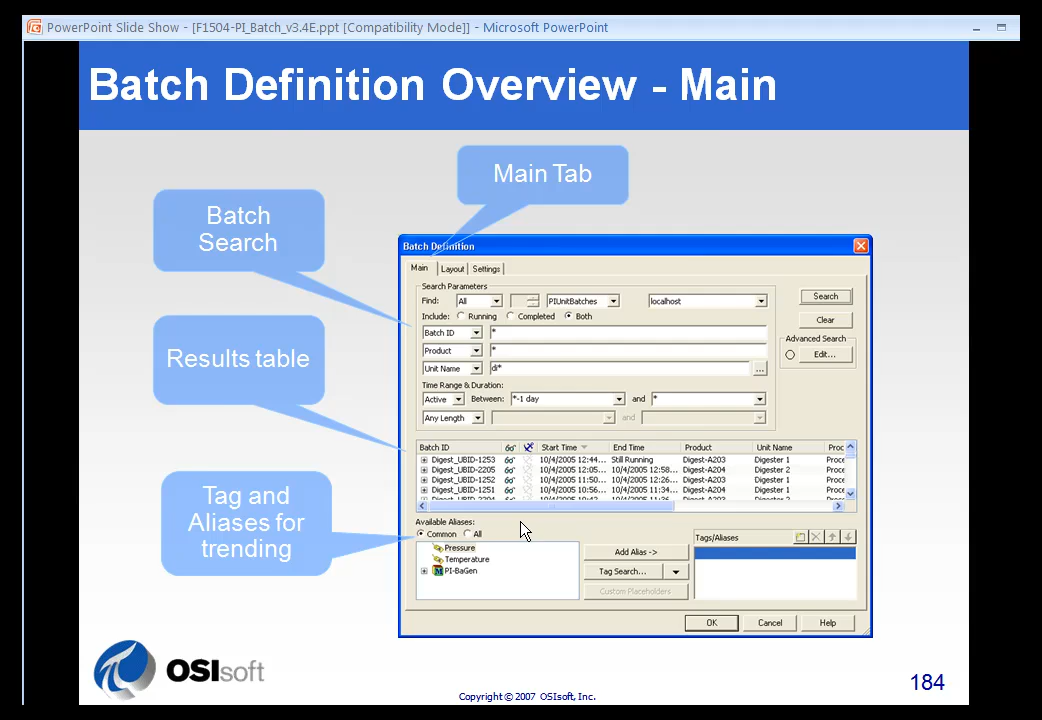 PowerPoint Slide Show - [F1504-PI_Batch_v3.4E.ppt [Compatibility Mode]] - Microsoft PowerPoint
Batch Definition Overview - Main
Main Tab
Batch
Search
Results table
Tag and
Aliases for
trending
Batch Definition
Main Layout Settings
Search Parameters
Find: All PIUnitBatches localhost
Include: Running Completed Both
Batch ID *
Product *
Unit Name di* ...
Time Range & Duration:
Active Between: *-1 day and *
Any Length and
Search
Clear
Advanced Search
Edit...
Batch ID Start Time End Time Product Unit Name Proc
Digest_UBID-1253 10/4/2005 12:44... Still Running Digest-A203 Digester 1 Proce
Digest_UBID-2205 10/4/2005 12:05... 10/4/2005 12:58... Digest-A204 Digester 2 Proce
Digest_UBID-1252 10/4/2005 11:50... 10/4/2005 12:26... Digest-A203 Digester 1 Proce
Digest_UBID-1251 10/4/2005 10:56... 10/4/2005 11:34... Digest-A204 Digester 1 Proce
Available Aliases:
Common All
Pressure
Temperature
PI-BaGen
Add Alias ->
Tag Search...
Custom Placeholders
Tags/Aliases
OK Cancel Help
OSIsoft
Copyright © 2007 OSIsoft, Inc.
184